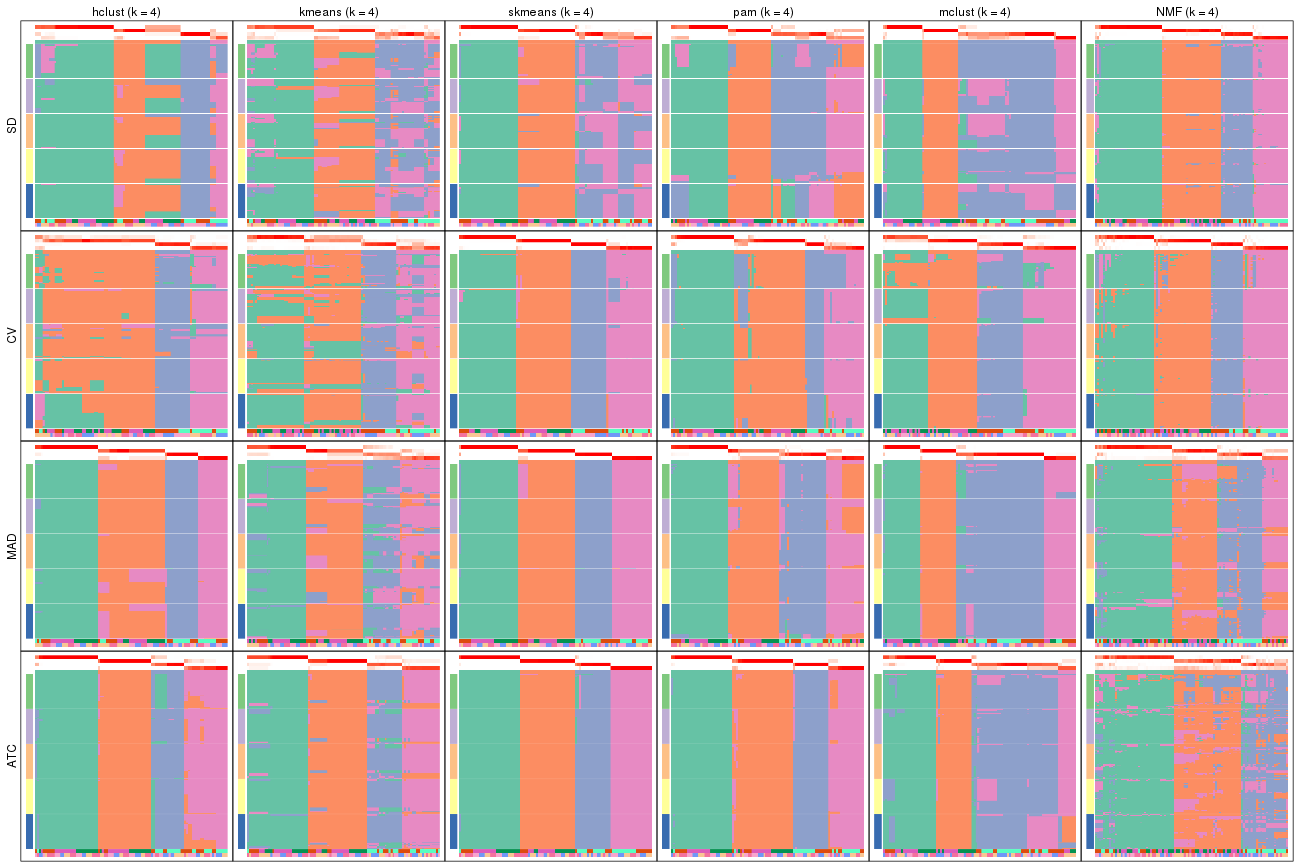 hclust (k = 4)
kmeans (k = 4)
skmeans (k = 4)
pam (k = 4)
mclust (k = 4)
NMF (k = 4)
SD
CV
MAD
ATC